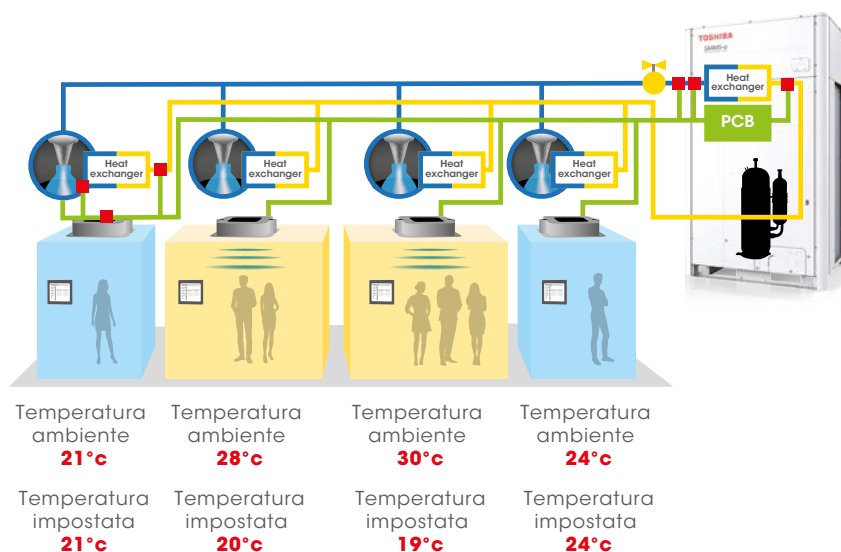 TOSHIBA
SMMS-u
Heat
exchanger
PCB
Heat
exchanger
Heat
exchanger
Heat
exchanger
Heat
exchanger
Temperatura
ambiente
21°c
Temperatura
ambiente
28°c
Temperatura
ambiente
30°c
Temperatura
ambiente
24°c
Temperatura
impostata
21°c
Temperatura
impostata
20°c
Temperatura
impostata
19°c
Temperatura
impostata
24°c